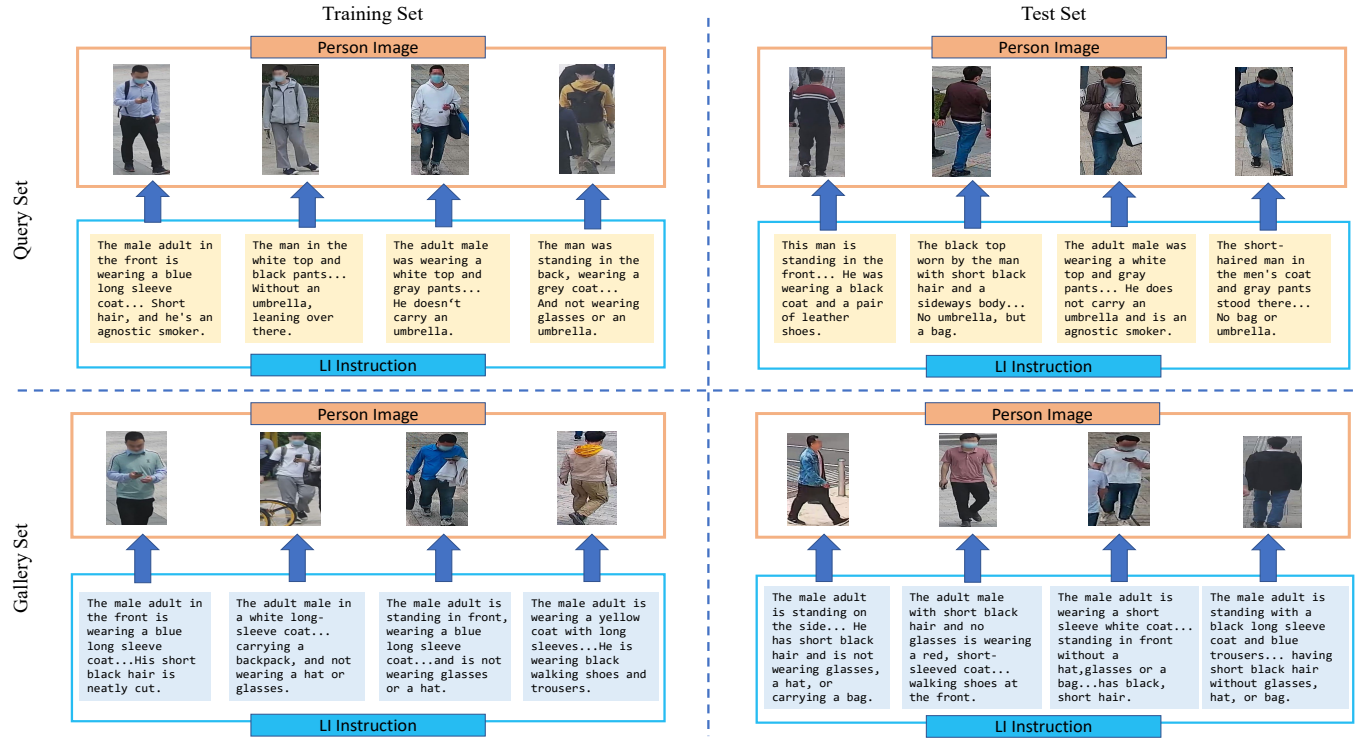 Training Set
Test Set
Query Set
Gallery Set
Person Image
The male adult in
the front is
wearing a blue
long sleeve
coat... Short
hair, and he's an
agnostic smoker.
The man in the
white top and
black pants...
Without an
umbrella,
leaning over
there.
The adult male
was wearing a
white top and
gray pants...
He doesn't
carry an
umbrella.
The man was
standing in the
back, wearing a
grey coat...
And not wearing
glasses or an
umbrella.
LI Instruction
Person Image
This man is
standing in the
front... He was
wearing a black
coat and a pair
of leather
shoes.
The black top
worn by the man
with short black
hair and a
sideways body...
No umbrella, but
a bag.
The adult male was
wearing a white
top and gray
pants... He does
not carry an
umbrella and is an
agnostic smoker.
The short-
haired man in
the men's coat
and gray pants
stood there...
No bag or
umbrella.
LI Instruction
Person Image
The male adult in
the front is
wearing a blue
long sleeve
coat...His short
black hair is
neatly cut.
The adult male in
a white long-
sleeve coat...
carrying a
backpack, and not
wearing a hat or
glasses.
The male adult is
standing in front,
wearing a blue
long sleeve
coat...and is not
wearing glasses
or a hat.
The male adult is
wearing a yellow
coat with long
sleeves...He is
wearing black
walking shoes and
trousers.
LI Instruction
Person Image
The male adult
is standing on
the side... He
has short black
hair and is not
wearing glasses,
a hat, or
carrying a bag.
The adult male
with short black
hair and no
glasses is wearing
a red, short-
sleeved coat...
walking shoes at
the front.
The male adult is
wearing a short
sleeve white coat...
standing in front
without a
hat,glasses or a
bag...has black,
short hair.
The male adult is
standing with a
black long sleeve
coat and blue
trousers... having
short black hair
without glasses,
hat, or bag.
LI Instruction